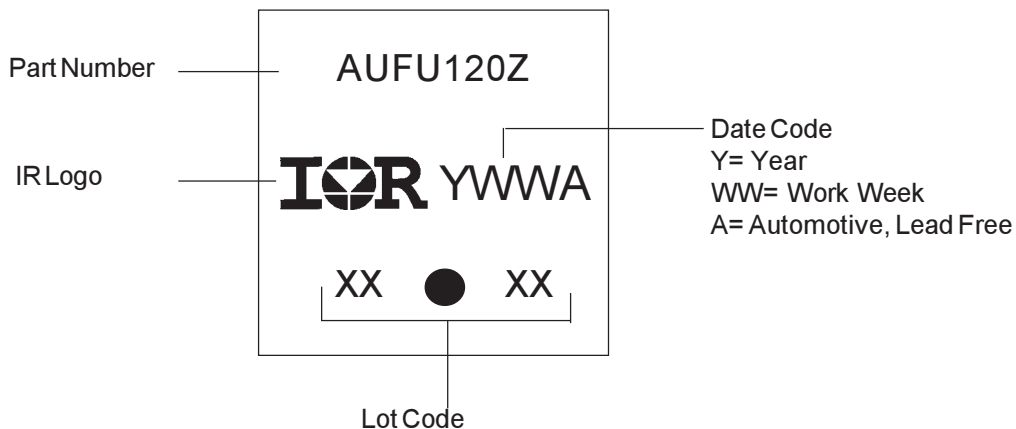 Part Number
AUFU120Z
Date Code
Y= Year
WW= Work Week
A= Automotive, Lead Free
IR Logo
IOR YWWA
XX XX
Lot Code